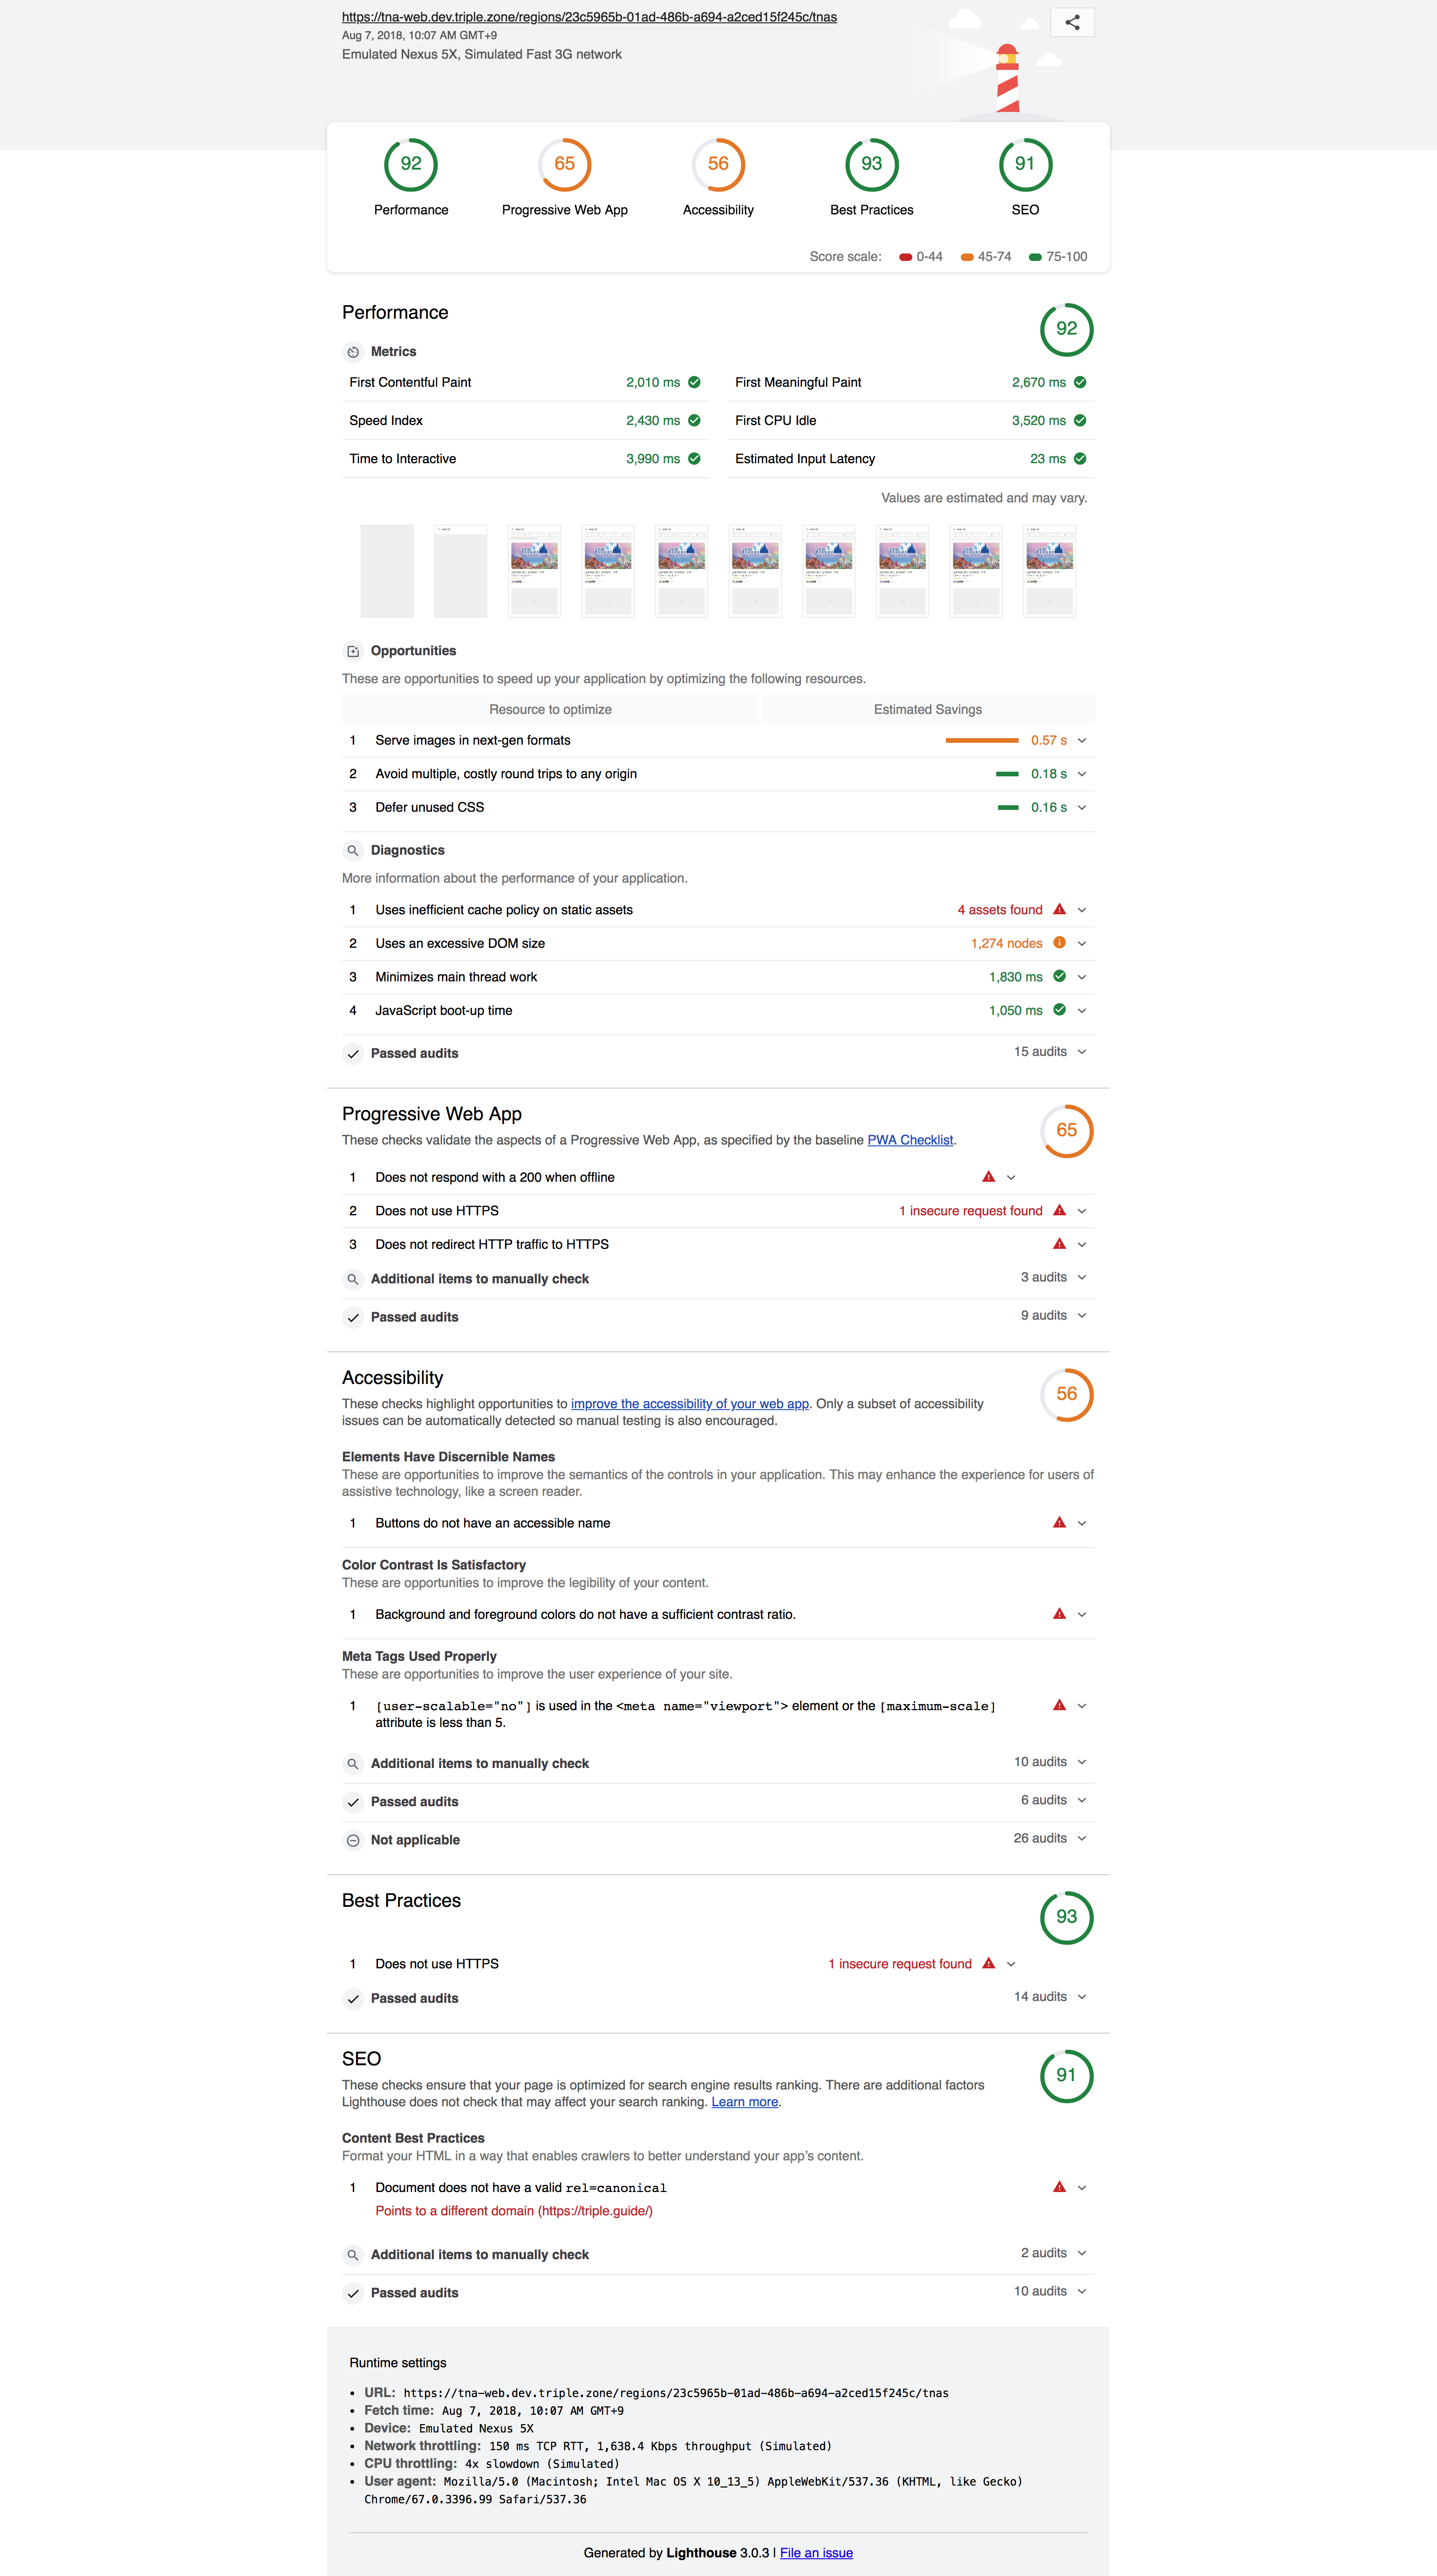 https://tna-web.dev.triple.zone/regions/23c5965b-01ad-486b-a694-a2ced15f245c/tnas
Aug 7, 2018, 10:07 AM GMT+9
Emulated Nexus 5X, Simulated Fast 3G network
92 65 56 93 91
Performance Progressive Web App Accessibility Best Practices SEO
Score scale: 0-44 45-74 75-100
Performance
92
Metrics
First Contentful Paint 2,010 ms First Meaningful Paint 2,670 ms
Speed Index 2,430 ms First CPU Idle 3,520 ms
Time to Interactive 3,990 ms Estimated Input Latency 23 ms
Values are estimated and may vary.
Opportunities
These are opportunities to speed up your application by optimizing the following resources.
Resource to optimize Estimated Savings
1 Serve images in next-gen formats 0.57 s
2 Avoid multiple, costly round trips to any origin 0.18 s
3 Defer unused CSS 0.16 s
Diagnostics
More information about the performance of your application.
1 Uses inefficient cache policy on static assets 4 assets found
2 Uses an excessive DOM size 1,274 nodes
3 Minimizes main thread work 1,830 ms
4 JavaScript boot-up time 1,050 ms
Passed audits 15 audits
Progressive Web App
65
These checks validate the aspects of a Progressive Web App, as specified by the baseline PWA Checklist.
1 Does not respond with a 200 when offline
2 Does not use HTTPS 1 insecure request found
3 Does not redirect HTTP traffic to HTTPS
Additional items to manually check 3 audits
Passed audits 9 audits
Accessibility
56
These checks highlight opportunities to improve the accessibility of your web app. Only a subset of accessibility
issues can be automatically detected so manual testing is also encouraged.
Elements Have Discernible Names
These are opportunities to improve the semantics of the controls in your application. This may enhance the experience for users of
assistive technology, like a screen reader.
1 Buttons do not have an accessible name
Color Contrast Is Satisfactory
These are opportunities to improve the legibility of your content.
1 Background and foreground colors do not have a sufficient contrast ratio.
Meta Tags Used Properly
These are opportunities to improve the user experience of your site.
1 [user-scalable="no"] is used in the <meta name="viewport"> element or the [maximum-scale]
attribute is less than 5.
Additional items to manually check 10 audits
Passed audits 6 audits
Not applicable 26 audits
Best Practices
93
1 Does not use HTTPS 1 insecure request found
Passed audits 14 audits
SEO
91
These checks ensure that your page is optimized for search engine results ranking. There are additional factors
Lighthouse does not check that may affect your search ranking. Learn more.
Content Best Practices
Format your HTML in a way that enables crawlers to better understand your app's content.
1 Document does not have a valid rel=canonical
Points to a different domain (https://triple.guide/)
Additional items to manually check 2 audits
Passed audits 10 audits
Runtime settings
• URL: https://tna-web.dev.triple.zone/regions/23c5965b-01ad-486b-a694-a2ced15f245c/tnas
• Fetch time: Aug 7, 2018, 10:07 AM GMT+9
• Device: Emulated Nexus 5X
• Network throttling: 150 ms TCP RTT, 1,638.4 Kbps throughput (Simulated)
• CPU throttling: 4x slowdown (Simulated)
• User agent: Mozilla/5.0 (Macintosh; Intel Mac OS X 10_13_5) AppleWebKit/537.36 (KHTML, like Gecko)
Chrome/67.0.3396.99 Safari/537.36
Generated by Lighthouse 3.0.3 | File an issue